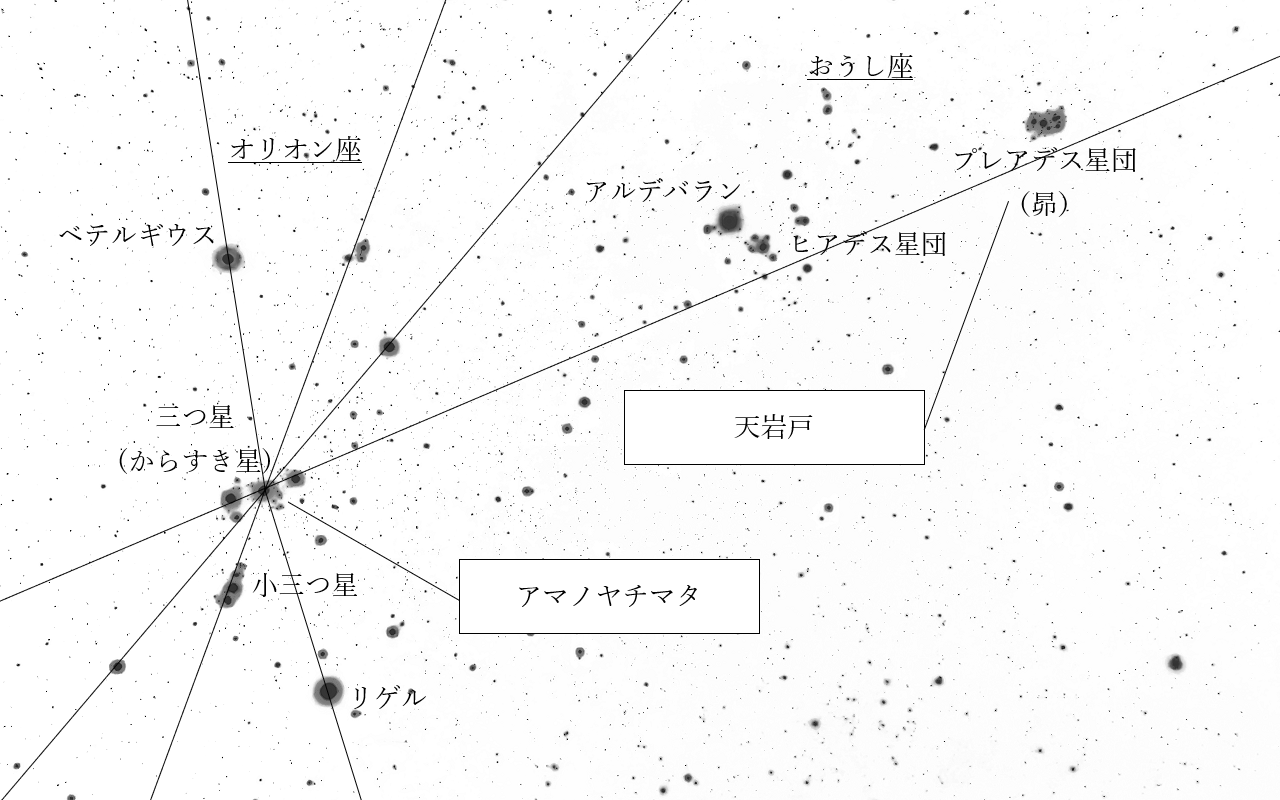 おうし座
オリオン座
プレアデス星団
（昴）
アルデバラン
ベテルギウス
ヒアデス星団
三つ星
（からすき星）
天岩戸
小三つ星
アマノヤチマタ
リゲル